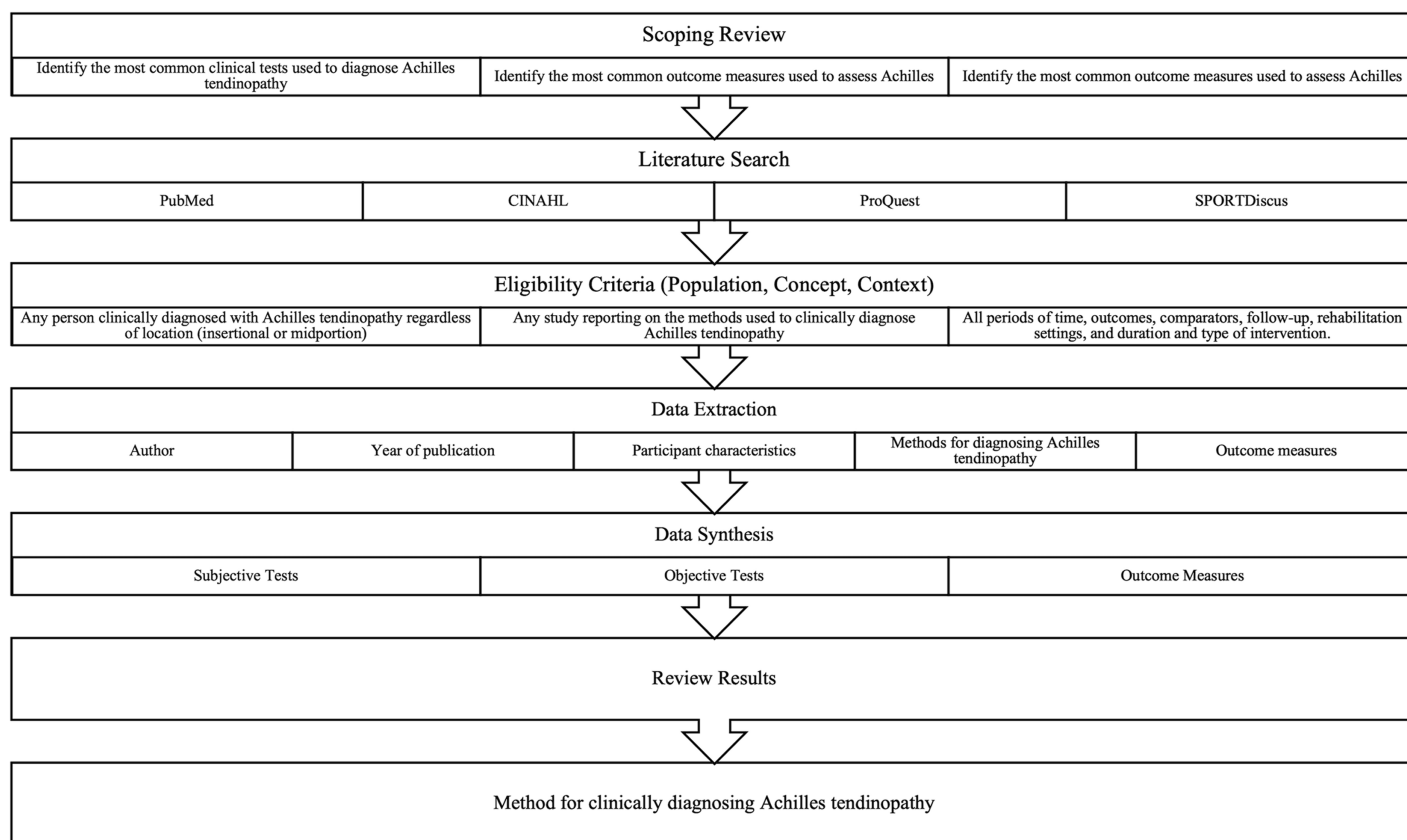 Scoping Review
Identify the most common clinical tests used to diagnose Achilles
tendinopathy
Identify the most common outcome measures used to assess Achilles
Identify the most common outcome measures used to assess Achilles
Literature Search
PubMed
CINAHL
ProQuest
SPORTDiscus
Eligibility Criteria (Population, Concept, Context)
Any person clinically diagnosed with Achilles tendinopathy regardless
of location (insertional or midportion)
Any study reporting on the methods used to clinically diagnose
Achilles tendinopathy
All periods of time, outcomes, comparators, follow-up, rehabilitation
settings, and duration and type of intervention.
Data Extraction
Author
Year of publication
Participant characteristics
Methods for diagnosing Achilles
tendinopathy
Outcome measures
Data Synthesis
Subjective Tests
Objective Tests
Outcome Measures
Review Results
Method for clinically diagnosing Achilles tendinopathy